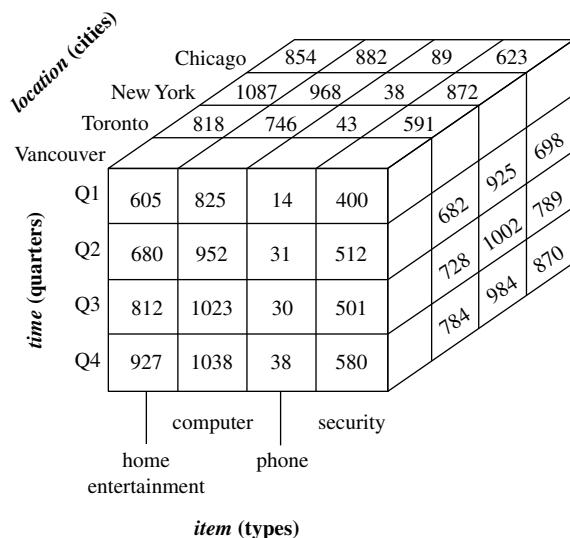 location (cities)
Chicago 854 882 89 623
New York 1087 968 38 872
Toronto 818 746 43 591
Vancouver
time (quarters)
Q1 605 825 14 400
Q2 680 952 31 512
Q3 812 1023 30 501
Q4 927 1038 38 580
682 925 698
728 1002 789
784 984 870
computer security
home phone
entertainment
item (types)